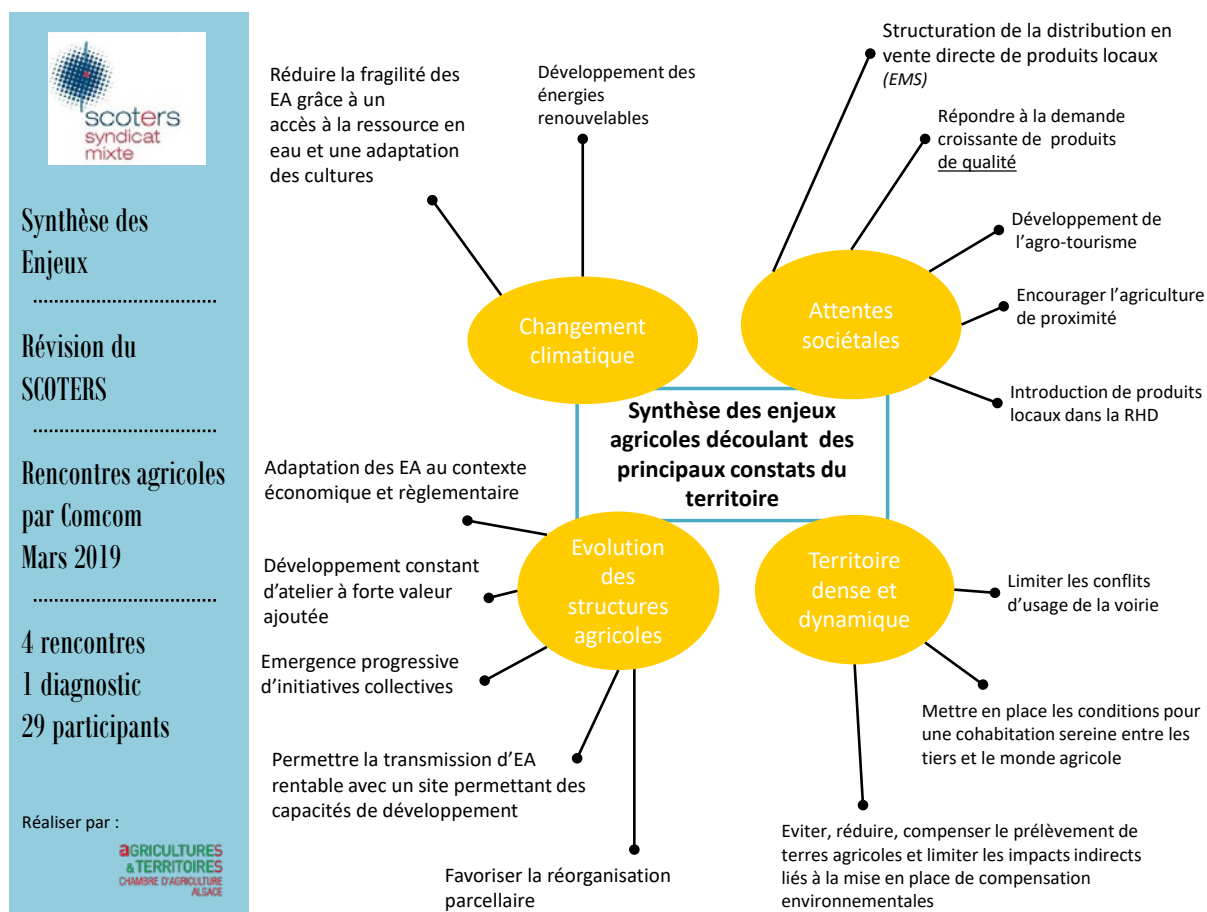 scoters
syndicat
mixte
Synthèse des
Enjeux
Révision du
SCOTERS
Rencontres agricoles
par Comcom
Mars 2019
4 rencontres
1 diagnostic
29 participants
Réaliser par :
aGRICULTURES
& TERRITOIRES
CHAMBRE D'AGRICULTURE
ALSACE
Réduire la fragilité des
EA grâce à un
accès à la ressource en
eau et une adaptation
des cultures
Développement des
énergies
renouvelables
Changement
climatique
Structuration de la distribution en
vente directe de produits locaux
(EMS)
Répondre à la demande
croissante de produits
de qualité
Développement de
l'agro-tourisme
Encourager l'agriculture
de proximité
Introduction de produits
locaux dans la RHD
Attentes
sociétales
Synthèse des enjeux
agricoles découlant des
principaux constats du
territoire
Adaptation des EA au contexte
économique et règlementaire
Développement constant
d'atelier à forte valeur
ajoutée
Emergence progressive
d'initiatives collectives
Permettre la transmission d'EA
rentable avec un site permettant des
capacités de développement
Favoriser la réorganisation
parcellaire
Evolution
des
structures
agricoles
Territoire
dense et
dynamique
Limiter les conflits
d'usage de la voirie
Mettre en place les conditions pour
une cohabitation sereine entre les
tiers et le monde agricole
Eviter, réduire, compenser le prélèvement de
terres agricoles et limiter les impacts indirects
liés à la mise en place de compensation
environnementales